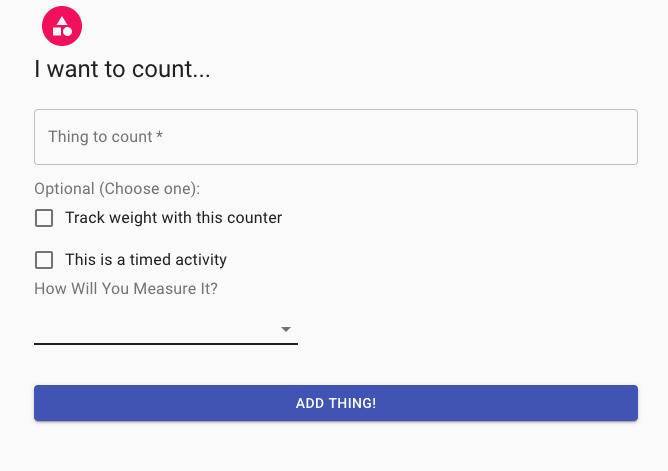 I want to count...
Thing to count *
Optional (Choose one):
Track weight with this counter
This is a timed activity
How Will You Measure It?
ADD THING!